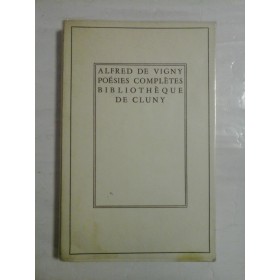 ALFRED DE VIGNY
POÉSIES COMPLÈTES
BIBLIOTHÈQUE
DE CLUNY